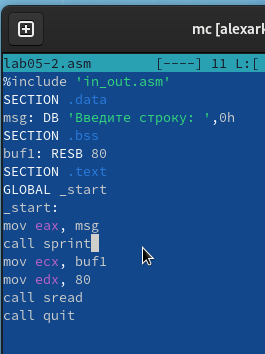 mc [alexark
lab05-2.asm [----] 11 L:[
%include 'in_out.asm'
SECTION .data
msg: DB 'Введите строку: ',0h
SECTION .bss
buf1: RESB 80
SECTION .text
GLOBAL _start
_start:
mov eax, msg
call sprint
mov ecx, buf1
mov edx, 80
call sread
call quit